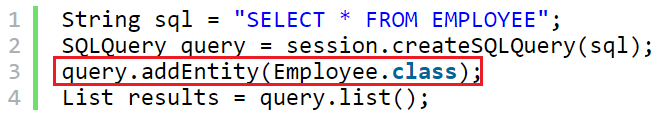 1 String sql = "SELECT * FROM EMPLOYEE";
2 SQLQuery query = session.createSQLQuery(sql);
3 query.addEntity(Employee.class);
4 List results = query.list();